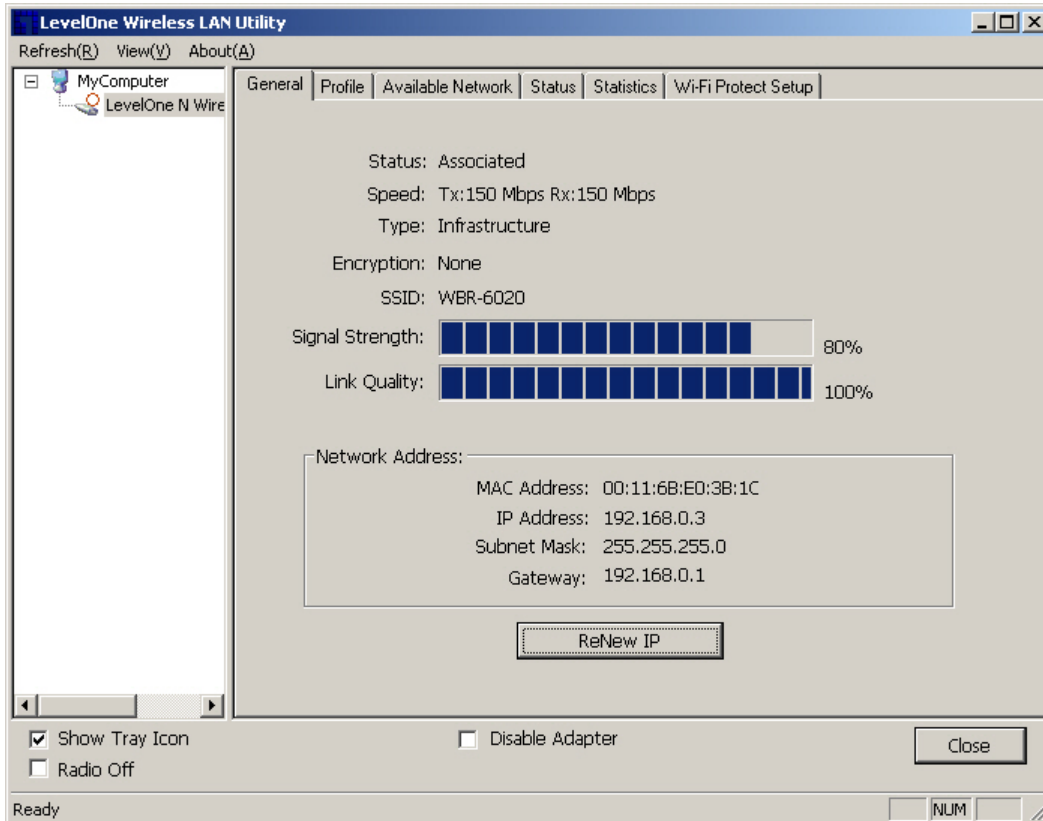 LevelOne Wireless LAN Utility
Refresh(R) View(V) About(A)
MyComputer
LevelOne N Wire
General Profile Available Network Status Statistics Wi-Fi Protect Setup
Status: Associated
Speed: Tx:150 Mbps Rx:150 Mbps
Type: Infrastructure
Encryption: None
SSID: WBR-6020
Signal Strength: 80%
Link Quality: 100%
Network Address:
MAC Address: 00:11:6B:E0:3B:1C
IP Address: 192.168.0.3
Subnet Mask: 255.255.255.0
Gateway: 192.168.0.1
ReNew IP
Show Tray Icon Disable Adapter Close
Radio Off
Ready NUM